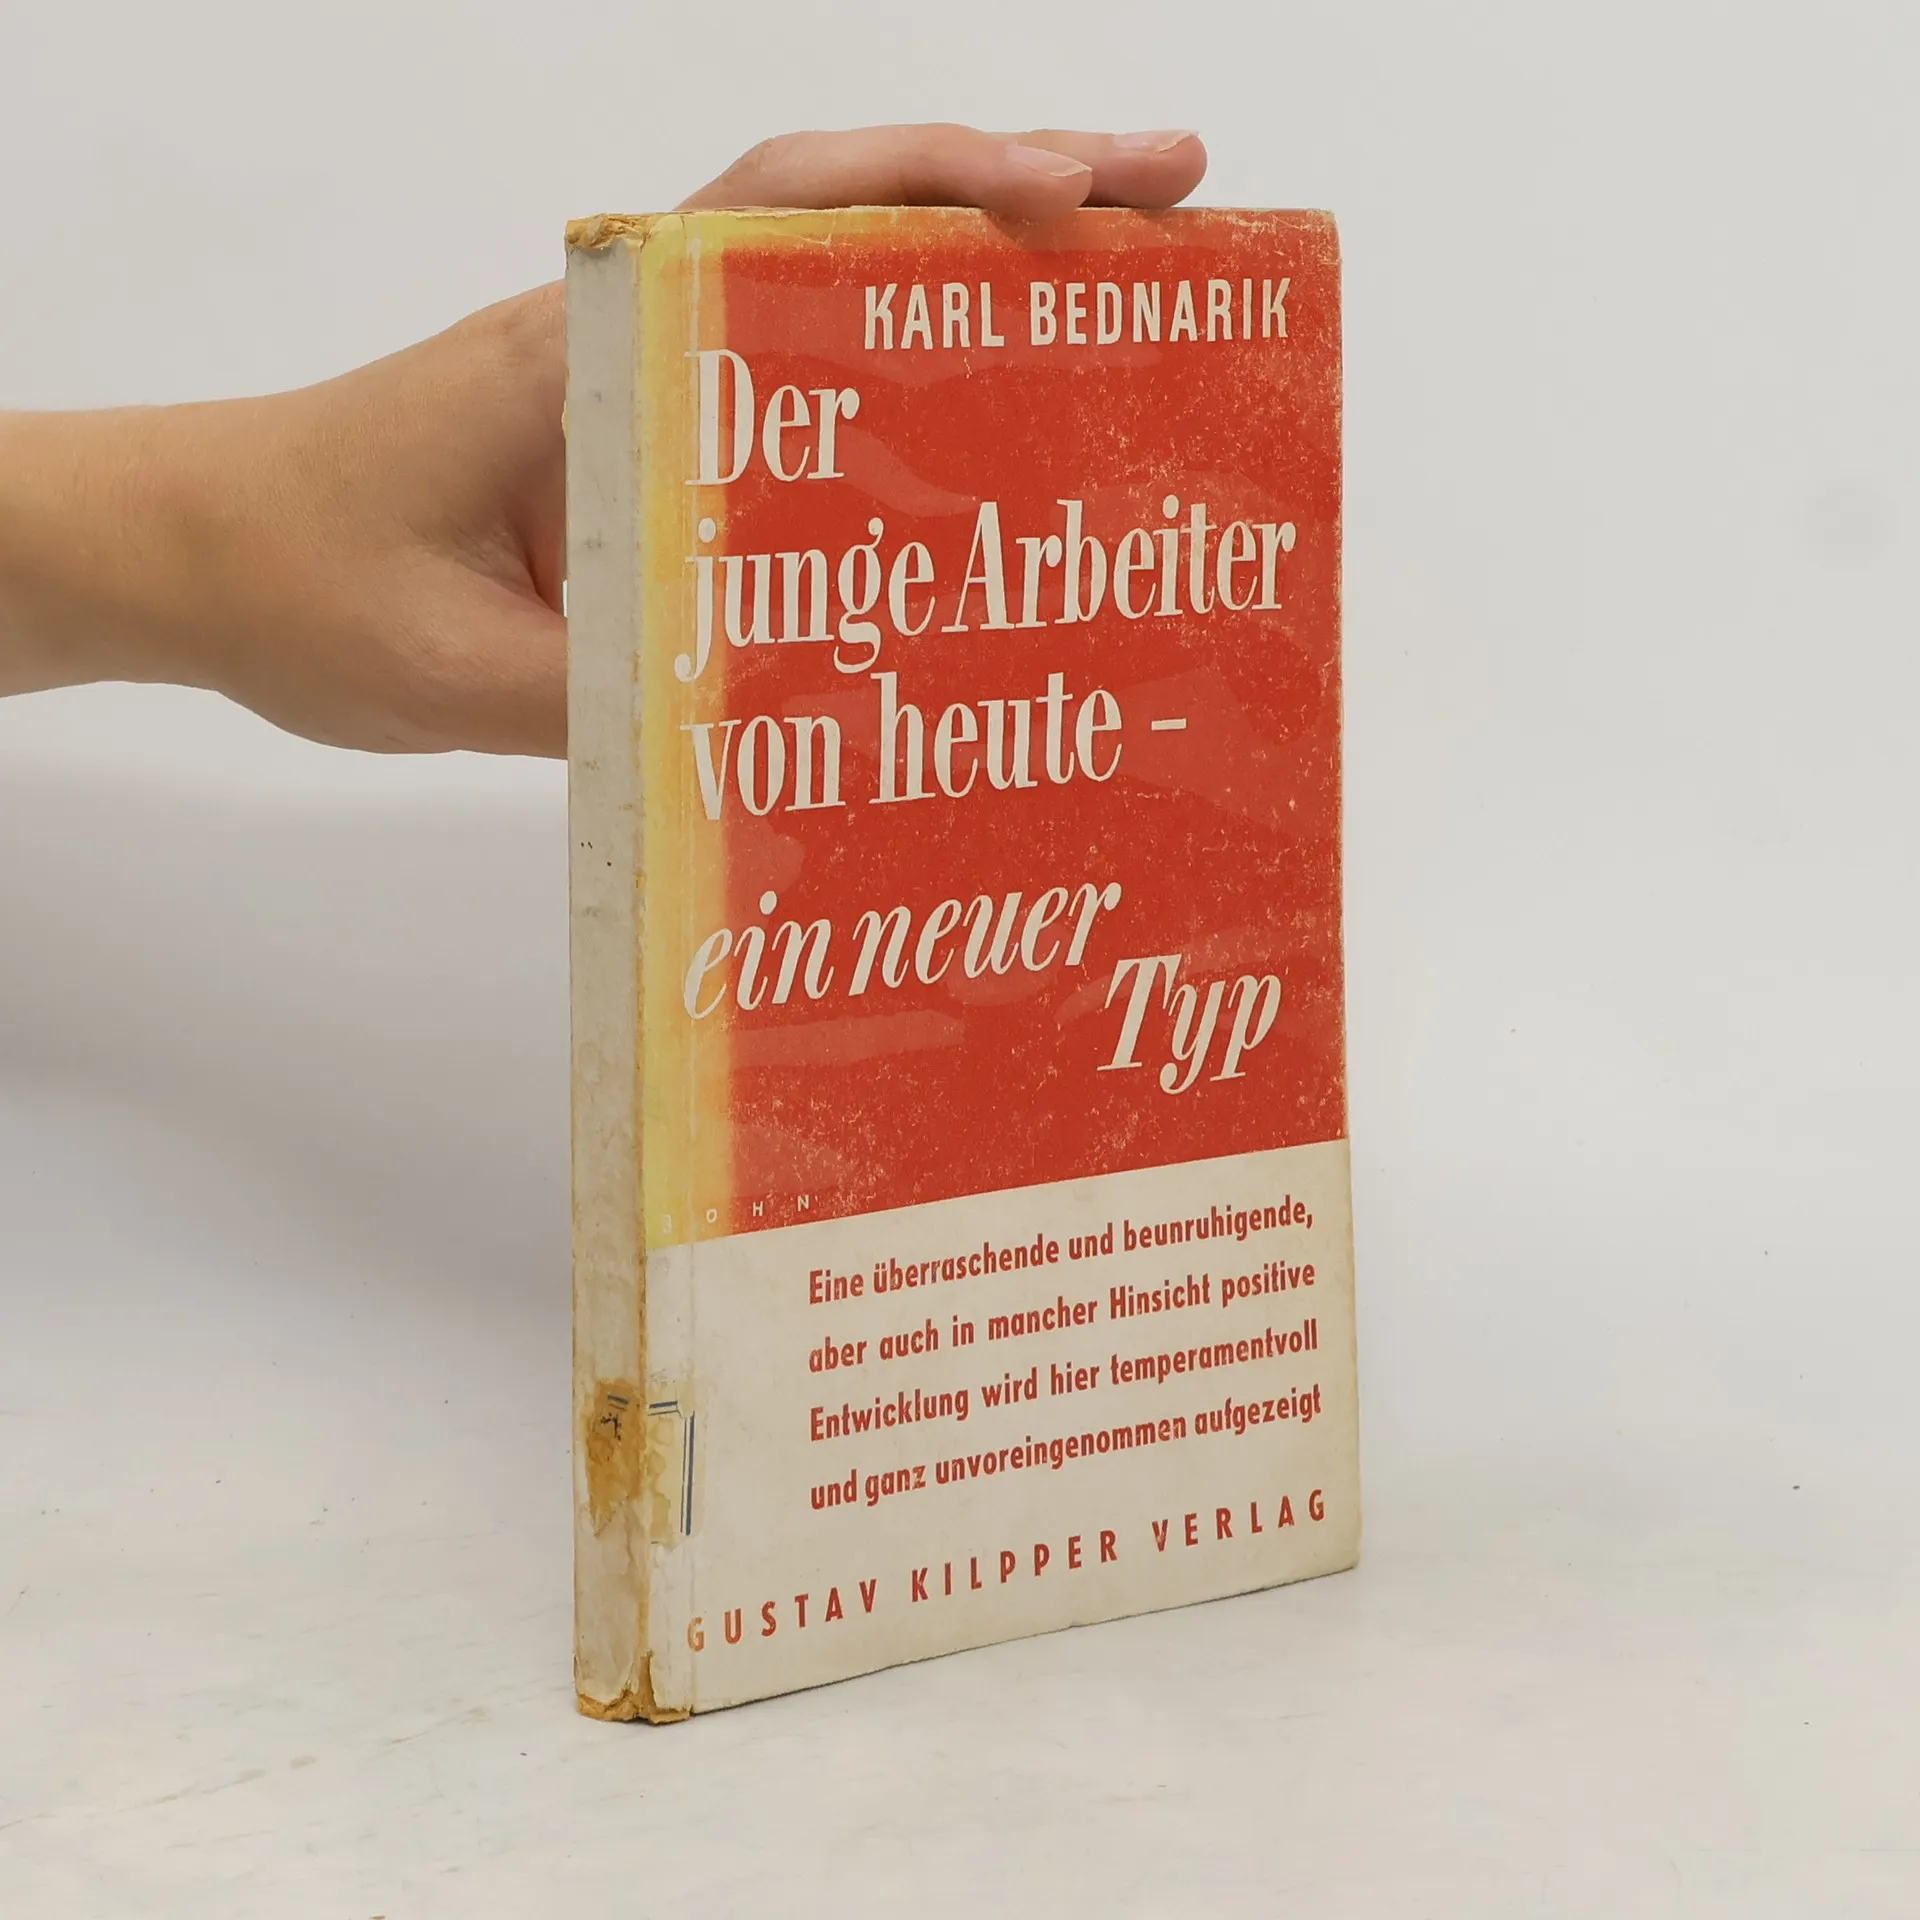 KARL BEDNARIK
Der
junge Arbeiter
von heute –
ein neuer
Typ
BOHN
Eine überraschende und beunruhigende,
aber auch in mancher Hinsicht positive
Entwicklung wird hier temperamentvoll
und ganz unvoreingenommen aufgezeigt
GUSTAV KILPPER VERLAG